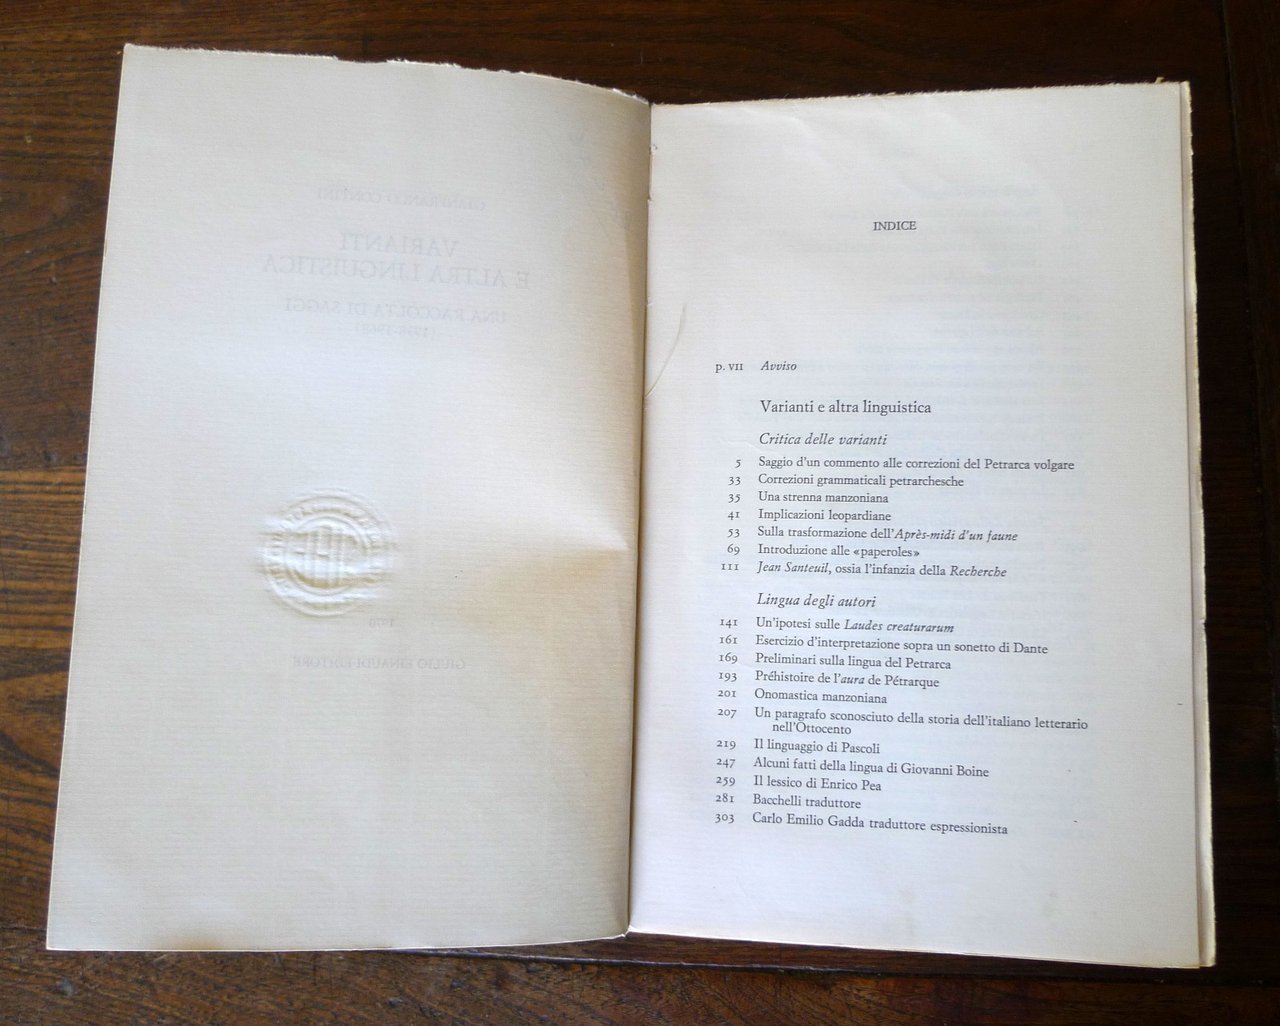 GIANFRANCO CONTINI
VARIANTI
E ALTRA LINGUISTICA
UNA RACCOLTA DI SAGGI
(1938-1968)
1970
GIULIO EINAUDI EDITORE
INDICE
p. VII Avviso
Varianti e altra linguistica
Critica delle varianti
5 Saggio d'un commento alle correzioni del Petrarca volgare
33 Correzioni grammaticali petrarchesche
35 Una strenna manzoniana
41 Implicazioni leopardiane
53 Sulla trasformazione dell'Après-midi d'un faune
69 Introduzione alle «paperoles»
111 Jean Santeuil, ossia l'infanzia della Recherche
Lingua degli autori
141 Un'ipotesi sulle Laudes creaturarum
161 Esercizio d'interpretazione sopra un sonetto di Dante
169 Preliminari sulla lingua del Petrarca
193 Préhistoire de l'aura de Pétrarque
201 Onomastica manzoniana
207 Un paragrafo sconosciuto della storia dell'italiano letterario
nell'Ottocento
219 Il linguaggio di Pascoli
247 Alcuni fatti della lingua di Giovanni Boine
259 Il lessico di Enrico Pea
281 Bacchelli traduttore
303 Carlo Emilio Gadda traduttore espressionista